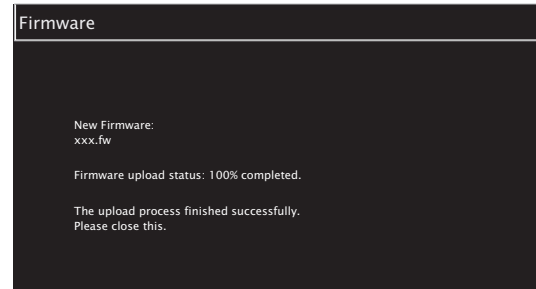 Firmware
New Firmware:
xxx.fw
Firmware upload status: 100% completed.
The upload process finished successfully.
Please close this.